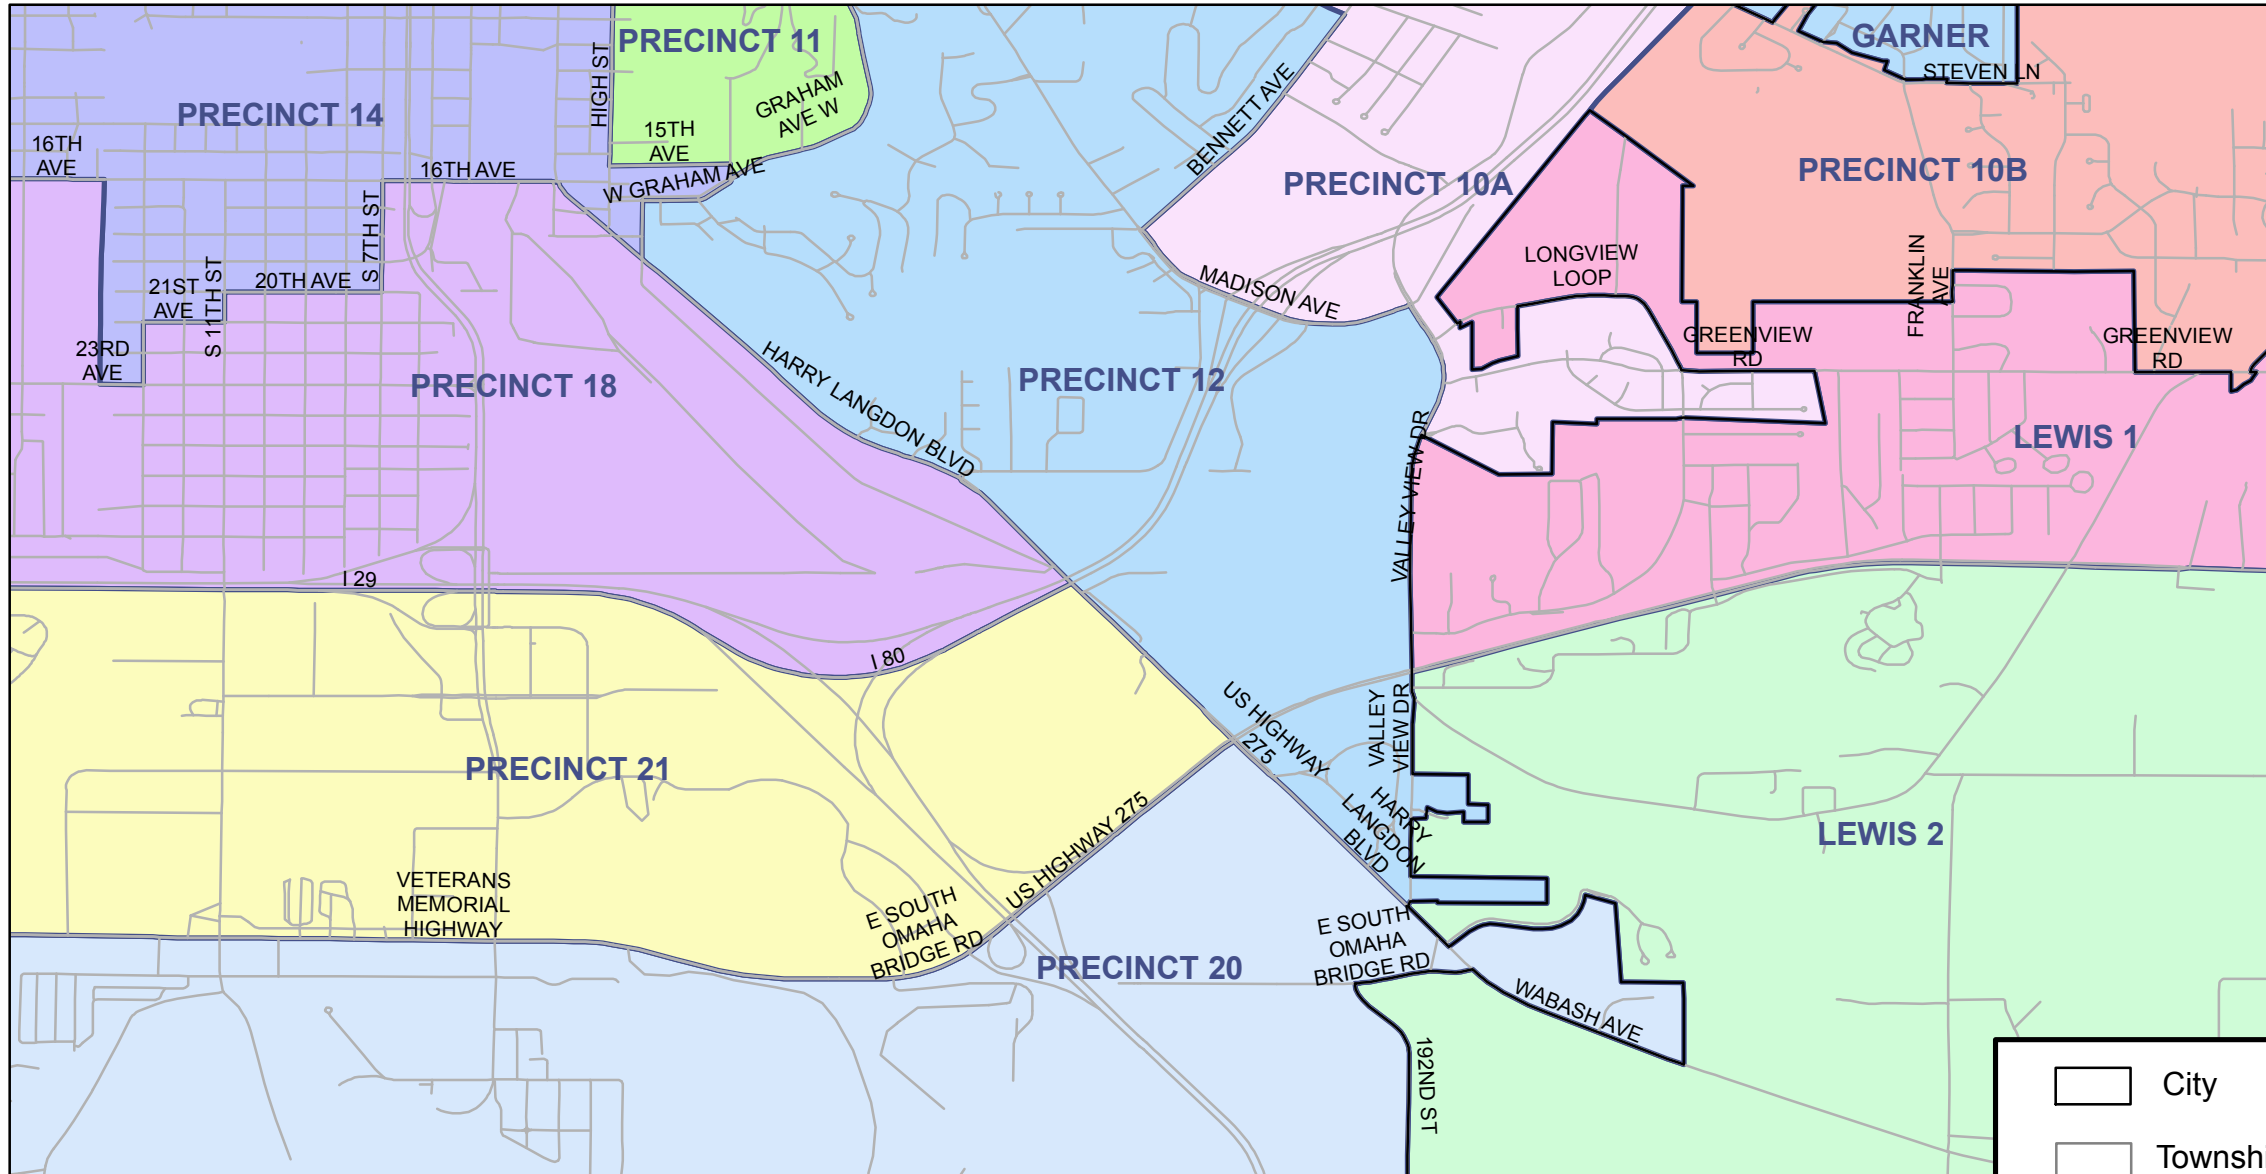 PRECINCT 11
GARNER
STEVEN LN
HIGH ST
GRAHAM
AVE W
BENNETT AVE
PRECINCT 14
15TH
AVE
16TH
AVE
16TH AVE
W GRAHAM AVE
PRECINCT 10A
PRECINCT 10B
S 7TH ST
LONGVIEW
LOOP
FRANKLIN
AVE
21ST
AVE
S 11TH ST
20TH AVE
MADISON AVE
23RD
AVE
GREENVIEW
RD
GREENVIEW
RD
PRECINCT 18
HARRY LANGDON BLVD
PRECINCT 12
VALLEY VIEW DR
LEWIS 1
I 29
I 80
US HIGHWAY
275
VALLEY
VIEW DR
PRECINCT 21
US HIGHWAY 275
HARRY
LANGDON
BLVD
LEWIS 2
VETERANS
MEMORIAL
HIGHWAY
E SOUTH
OMAHA
BRIDGE RD
E SOUTH
OMAHA
BRIDGE RD
PRECINCT 20
WABASH AVE
192ND ST
City
Townsh